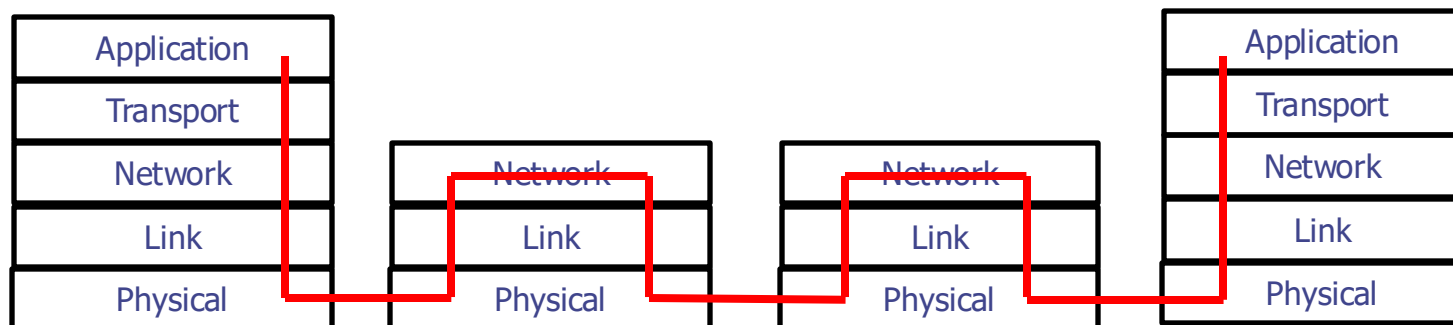 Application
Transport
Network
Link
Physical
Network
Link
Physical
Network
Link
Physical
Application
Transport
Network
Link
Physical